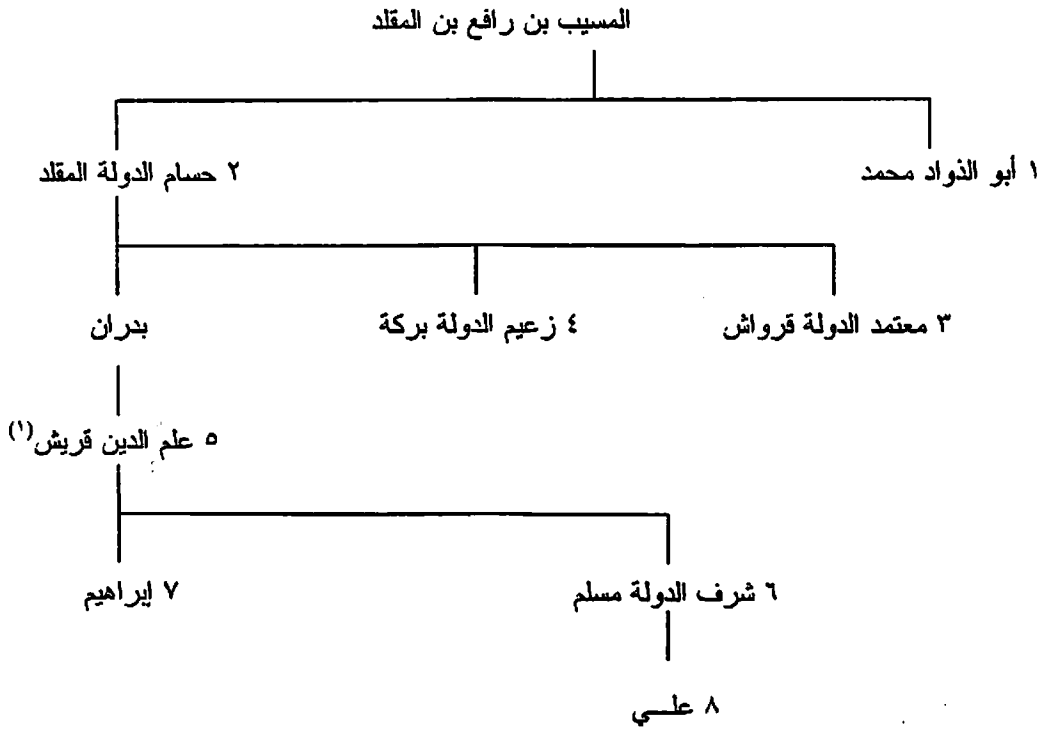 المسيب بن رافع بن المقلد
١ أبو الذواد محمد
٢ حسام الدولة المقلد
٣ معتمد الدولة قرواش
٤ زعيم الدولة بركة
بدران
٥ علم الدين قريش(١)
٦ شرف الدولة مسلم
٧ إبراهيم
٨ علـــي